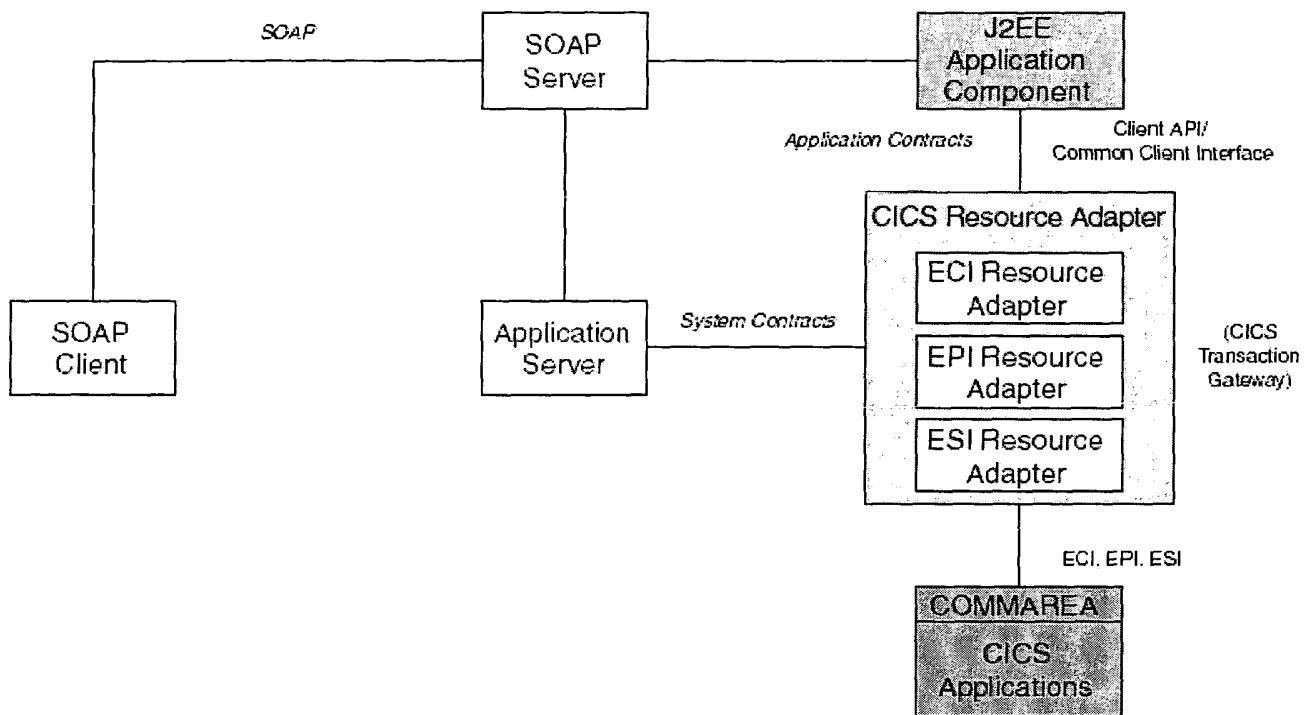 SOAP
SOAP
Server
J2EE
Application
Component
Application Contracts
Client API/
Common Client Interface
CICS Resource Adapter
ECI Resource
Adapter
SOAP
Client
Application
Server
System Contracts
EPI Resource
Adapter
(CICS
Transaction
Gateway)
ESI Resource
Adapter
ECI, EPI, ESI
COMMAREA
CICS
Applications